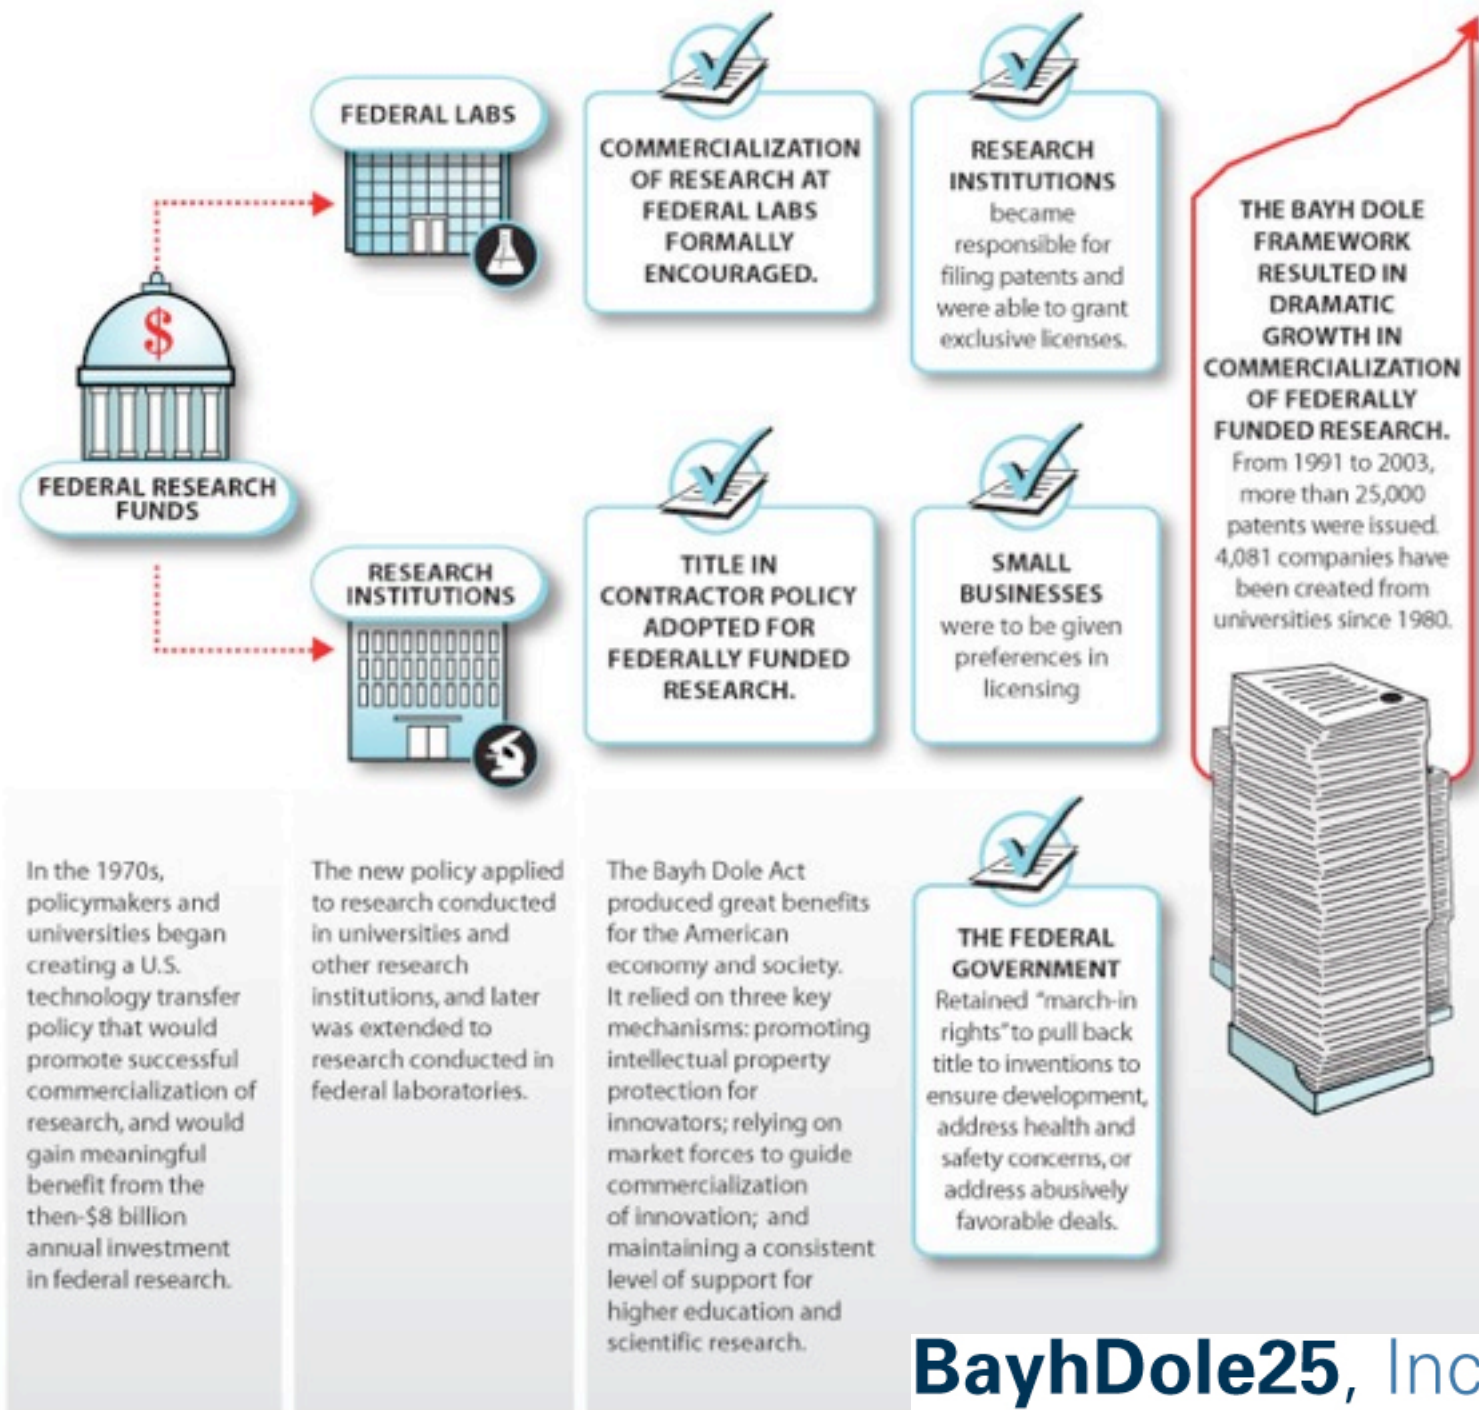 FEDERAL LABS
COMMERCIALIZATION
OF RESEARCH AT
FEDERAL LABS
FORMALLY
ENCOURAGED.
RESEARCH
INSTITUTIONS
became
responsible for
filing patents and
were able to grant
exclusive licenses.
$
FEDERAL RESEARCH
FUNDS
RESEARCH
INSTITUTIONS
TITLE IN
CONTRACTOR POLICY
ADOPTED FOR
FEDERALLY FUNDED
RESEARCH.
SMALL
BUSINESSES
were to be given
preferences in
licensing
THE BAYH DOLE
FRAMEWORK
RESULTED IN
DRAMATIC
GROWTH IN
COMMERCIALIZATION
OF FEDERALLY
FUNDED RESEARCH.
From 1991 to 2003,
more than 25,000
patents were issued.
4,081 companies have
been created from
universities since 1980.
In the 1970s,
policymakers and
universities began
creating a U.S.
technology transfer
policy that would
promote successful
commercialization of
research, and would
gain meaningful
benefit from the
then-$8 billion
annual investment
in federal research.
The new policy applied
to research conducted
in universities and
other research
institutions, and later
was extended to
research conducted in
federal laboratories.
The Bayh Dole Act
produced great benefits
for the American
economy and society.
It relied on three key
mechanisms: promoting
intellectual property
protection for
innovators; relying on
market forces to guide
commercialization
of innovation; and
maintaining a consistent
level of support for
higher education and
scientific research.
THE FEDERAL
GOVERNMENT
Retained "march-in
rights" to pull back
title to inventions to
ensure development,
address health and
safety concerns, or
address abusively
favorable deals.
BayhDole25, Inc